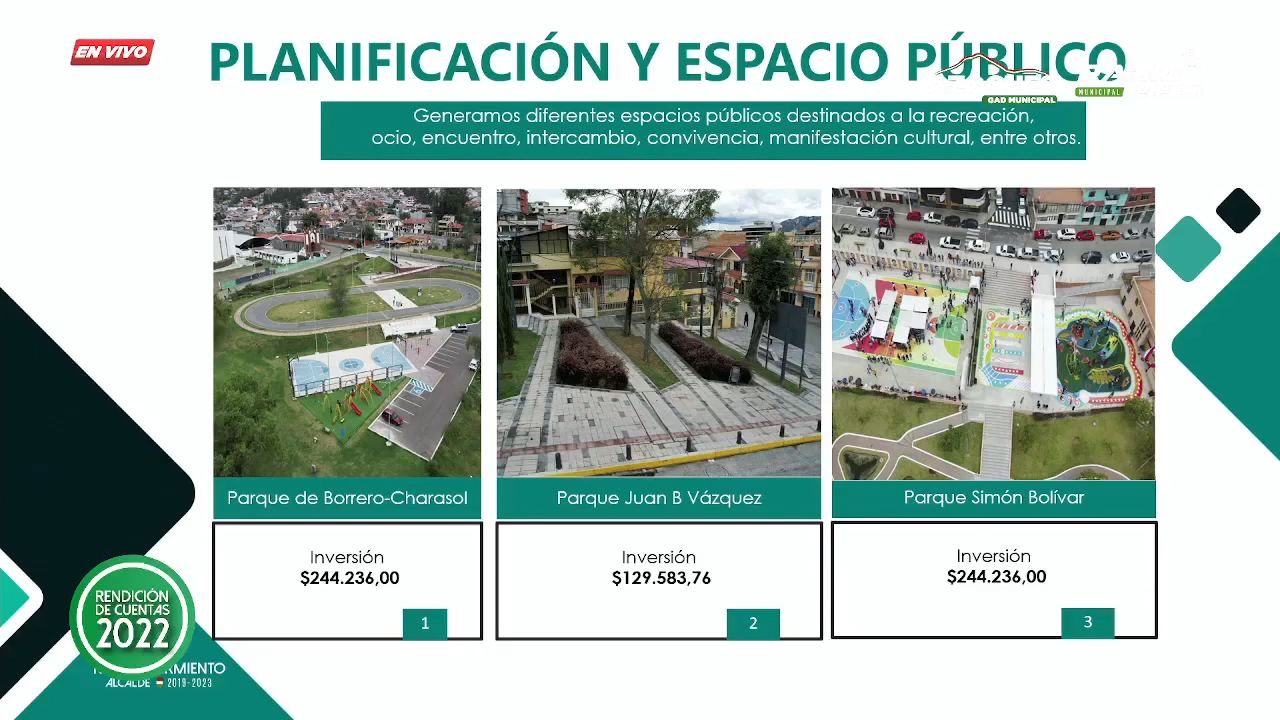 EN VIVO
PLANIFICACIÓN Y ESPACIO PÚBLICO
GAD MUNICIPAL
MUNICIPAL
Generamos diferentes espacios públicos destinados a la recreación,
ocio, encuentro, intercambio, convivencia, manifestación cultural, entre otros.
Parque de Borrero-Charasol
Parque Juan B Vázquez
Parque Simón Bolívar
Inversión
$244.236,00
1
Inversión
$129.583,76
2
Inversión
$244.236,00
3
RENDICIÓN
DE CUENTAS
2022
ALCALDE 2019-2023